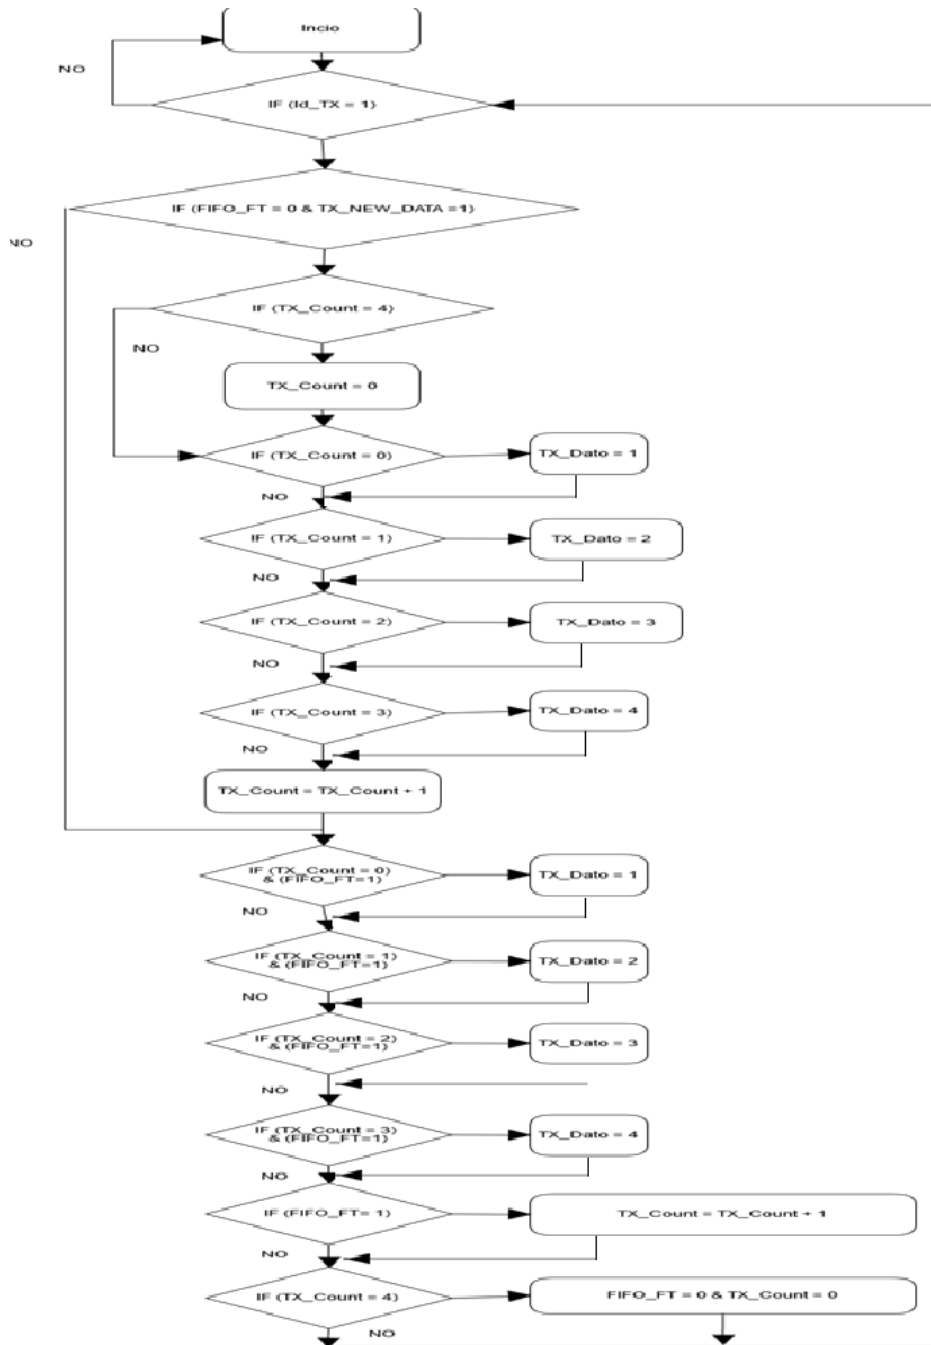 Incio
NO
IF (Id_TX = 1)
IF (FIFO_FT = 0 & TX_NEW_DATA =1)
NO
IF (TX_Count = 4)
NO
TX_Count = 0
IF (TX_Count = 0)
TX_Dato = 1
NO
IF (TX_Count = 1)
TX_Dato = 2
NO
IF (TX_Count = 2)
TX_Dato = 3
NO
IF (TX_Count = 3)
TX_Dato = 4
NO
TX_Count = TX_Count + 1
IF (TX_Count = 0)
& (FIFO_FT=1)
TX_Dato = 1
NO
IF (TX_Count = 1)
& (FIFO_FT=1)
TX_Dato = 2
NO
IF (TX_Count = 2)
& (FIFO_FT=1)
TX_Dato = 3
NO
IF (TX_Count = 3)
& (FIFO_FT=1)
TX_Dato = 4
NO
IF (FIFO_FT= 1)
TX_Count = TX_Count + 1
NO
IF (TX_Count = 4)
FIFO_FT = 0 & TX_Count = 0
NO